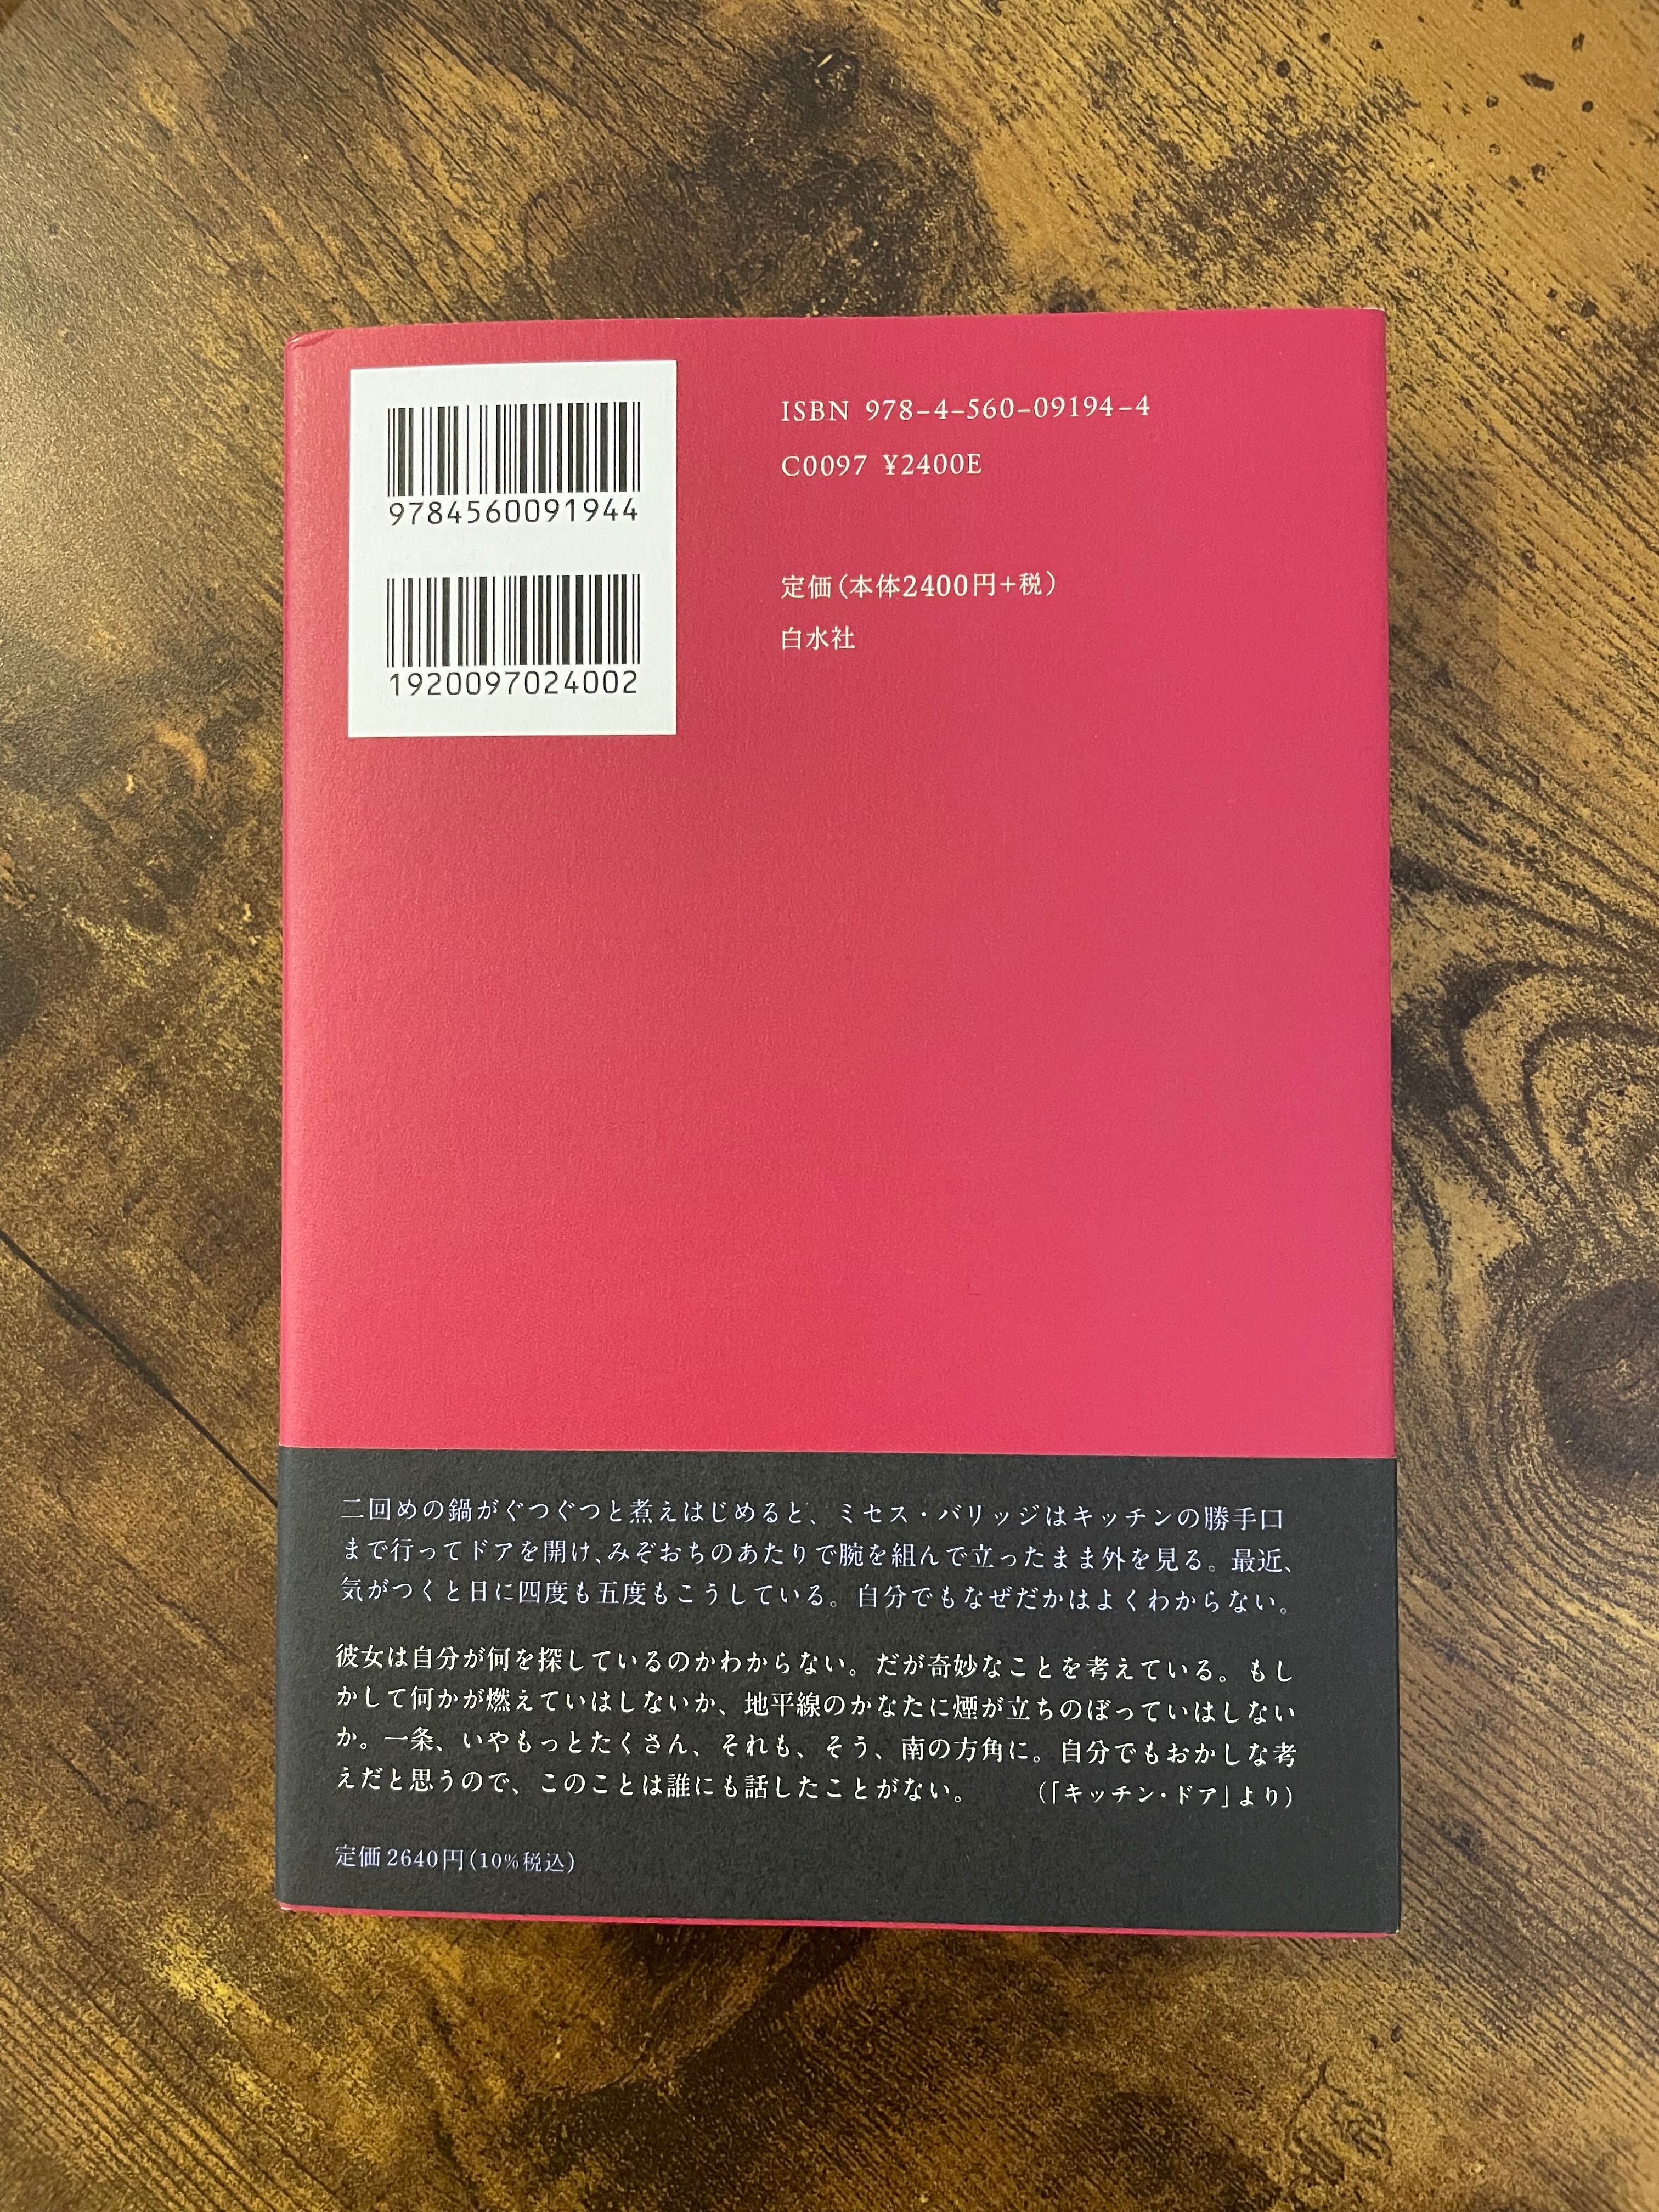 9784560091944
1920097024002
ISBN 978-4-560-09194-4
C0097 ¥2400E
定価(本体2400円+税)
白水社
二回めの鍋がぐつぐつと煮えはじめると、ミセス・バリッジはキッチンの勝手口
まで行ってドアを開け、みぞおちのあたりで腕を組んで立ったまま外を見る。最近、
気がつくと日に四度も五度もこうしている。自分でもなぜだかはよくわからない。
彼女は自分が何を探しているのかわからない。だが奇妙なことを考えている。もし
かして何かが燃えていはしないか、地平線のかなたに煙が立ちのぼっていはしない
か。一条、いやもっとたくさん、それも、そう、南の方角に。自分でもおかしな考
えだと思うので、このことは誰にも話したことがない。 (「キッチン・ドア」より)
定価2640円(10%税込)